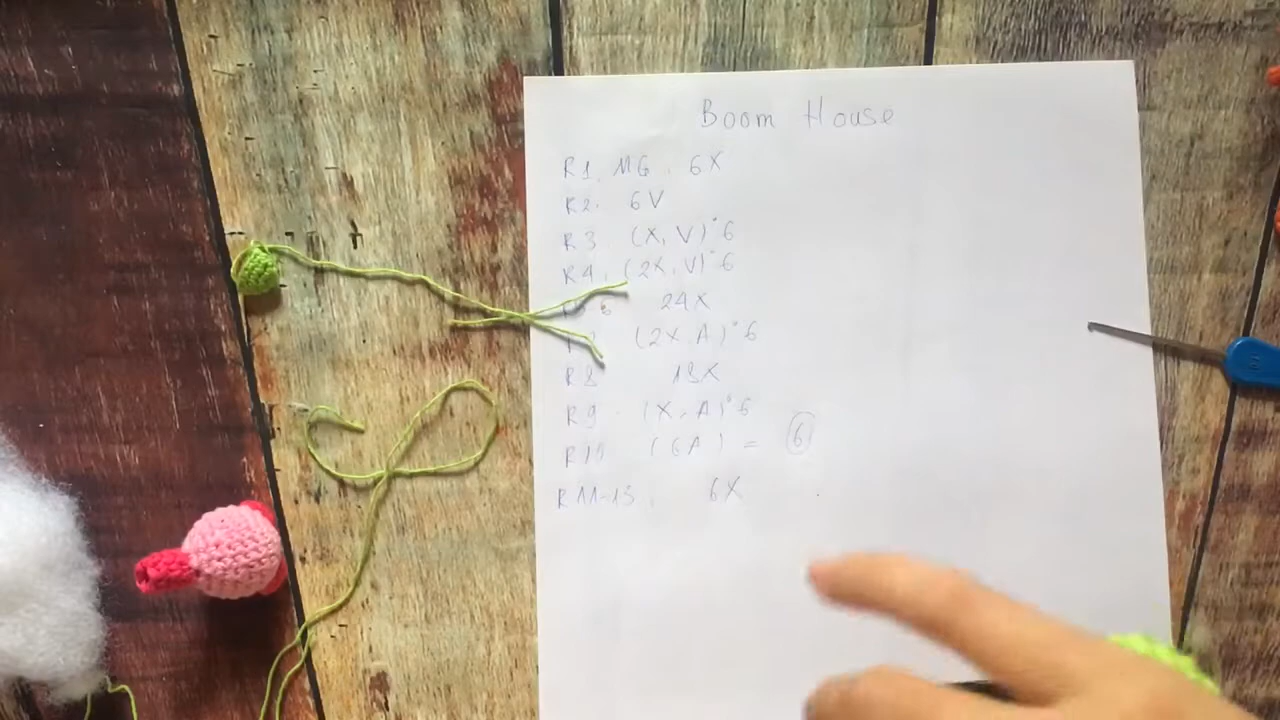 Boom House
R1. MG. 6X
R2. 6V
R3. (X, V)*6
R4. (2X, V)*6
6 24X
(2X, A)*6
R8 18X
R9. (X, A)*6
R10 (6A) = 6
R11-13. 6X